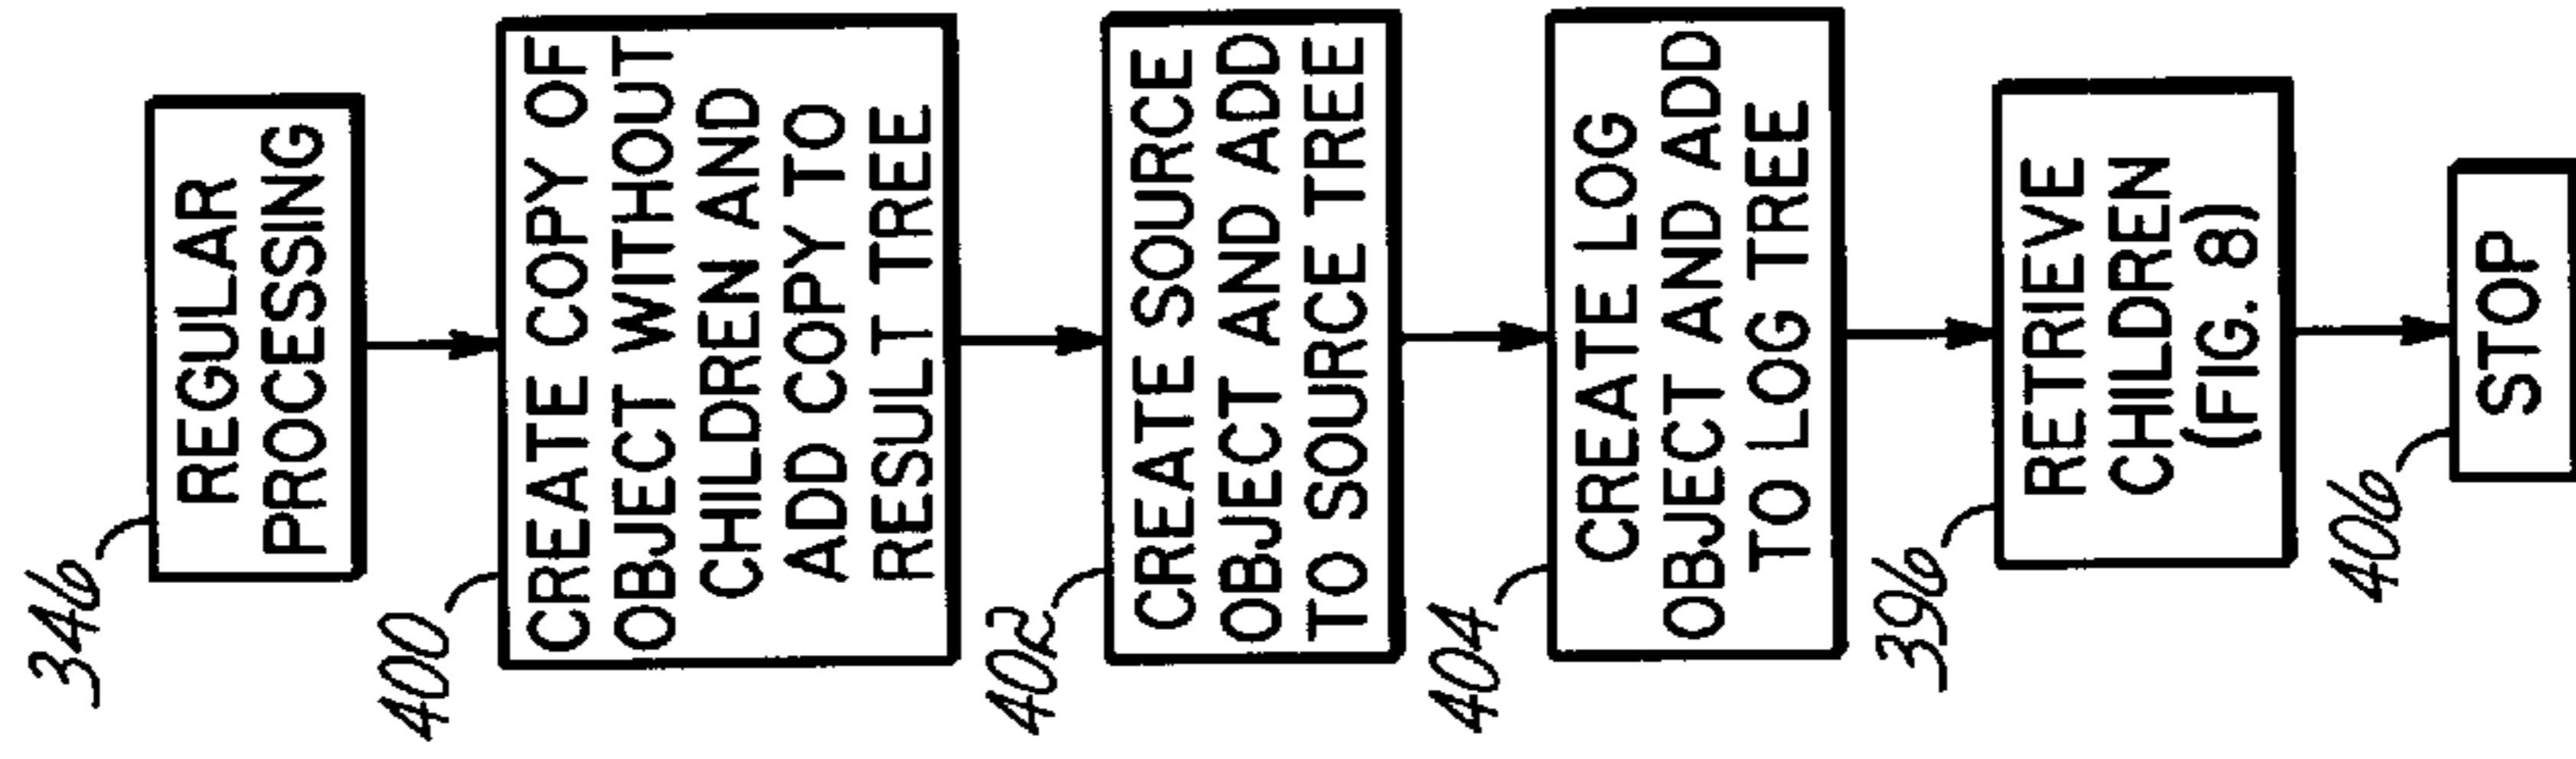 346
REGULAR
PROCESSING
400
CREATE COPY OF
OBJECT WITHOUT
CHILDREN AND
ADD COPY TO
RESULT TREE
402
CREATE SOURCE
OBJECT AND ADD
TO SOURCE TREE
404
CREATE LOG
OBJECT AND ADD
TO LOG TREE
396
RETRIEVE
CHILDREN
(FIG. 8)
406
STOP